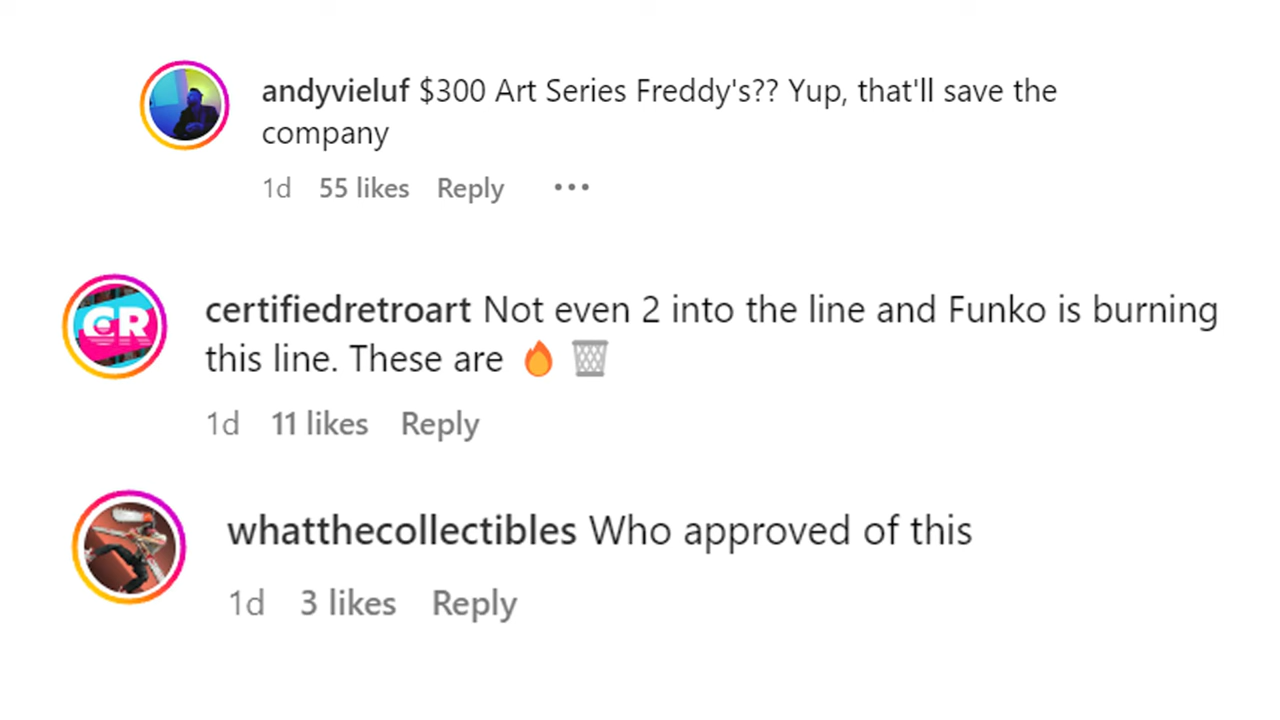 andyvieluf $300 Art Series Freddy's?? Yup, that'll save the
company
1d 55 likes Reply •••
certifiedretroart Not even 2 into the line and Funko is burning
this line. These are 🔥 🗑️
CR
1d 11 likes Reply
whatthecollectibles Who approved of this
1d 3 likes Reply